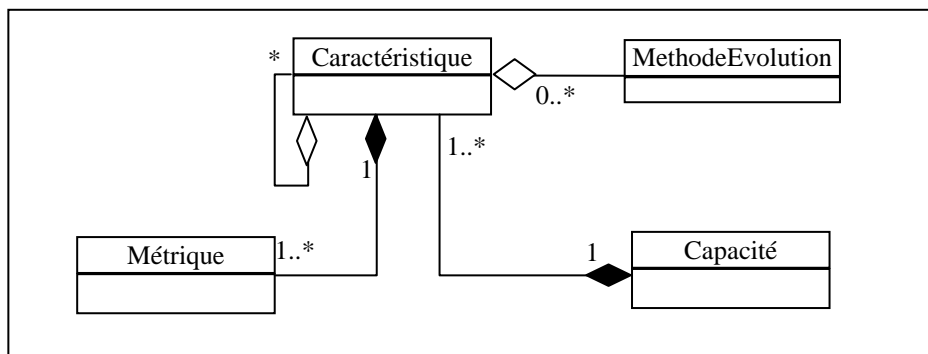 * Caractéristique MethodeEvolution
0..*
1 1..*
Métrique 1..* 1 Capacité